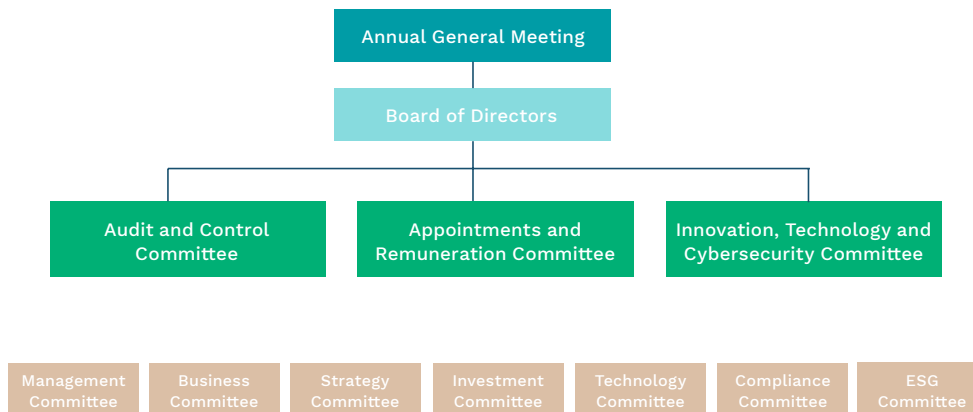 Annual General Meeting
Board of Directors
Audit and Control
Committee
Appointments and
Remuneration Committee
Innovation, Technology and
Cybersecurity Committee
Management
Committee
Business
Committee
Strategy
Committee
Investment
Committee
Technology
Committee
Compliance
Committee
ESG
Committee